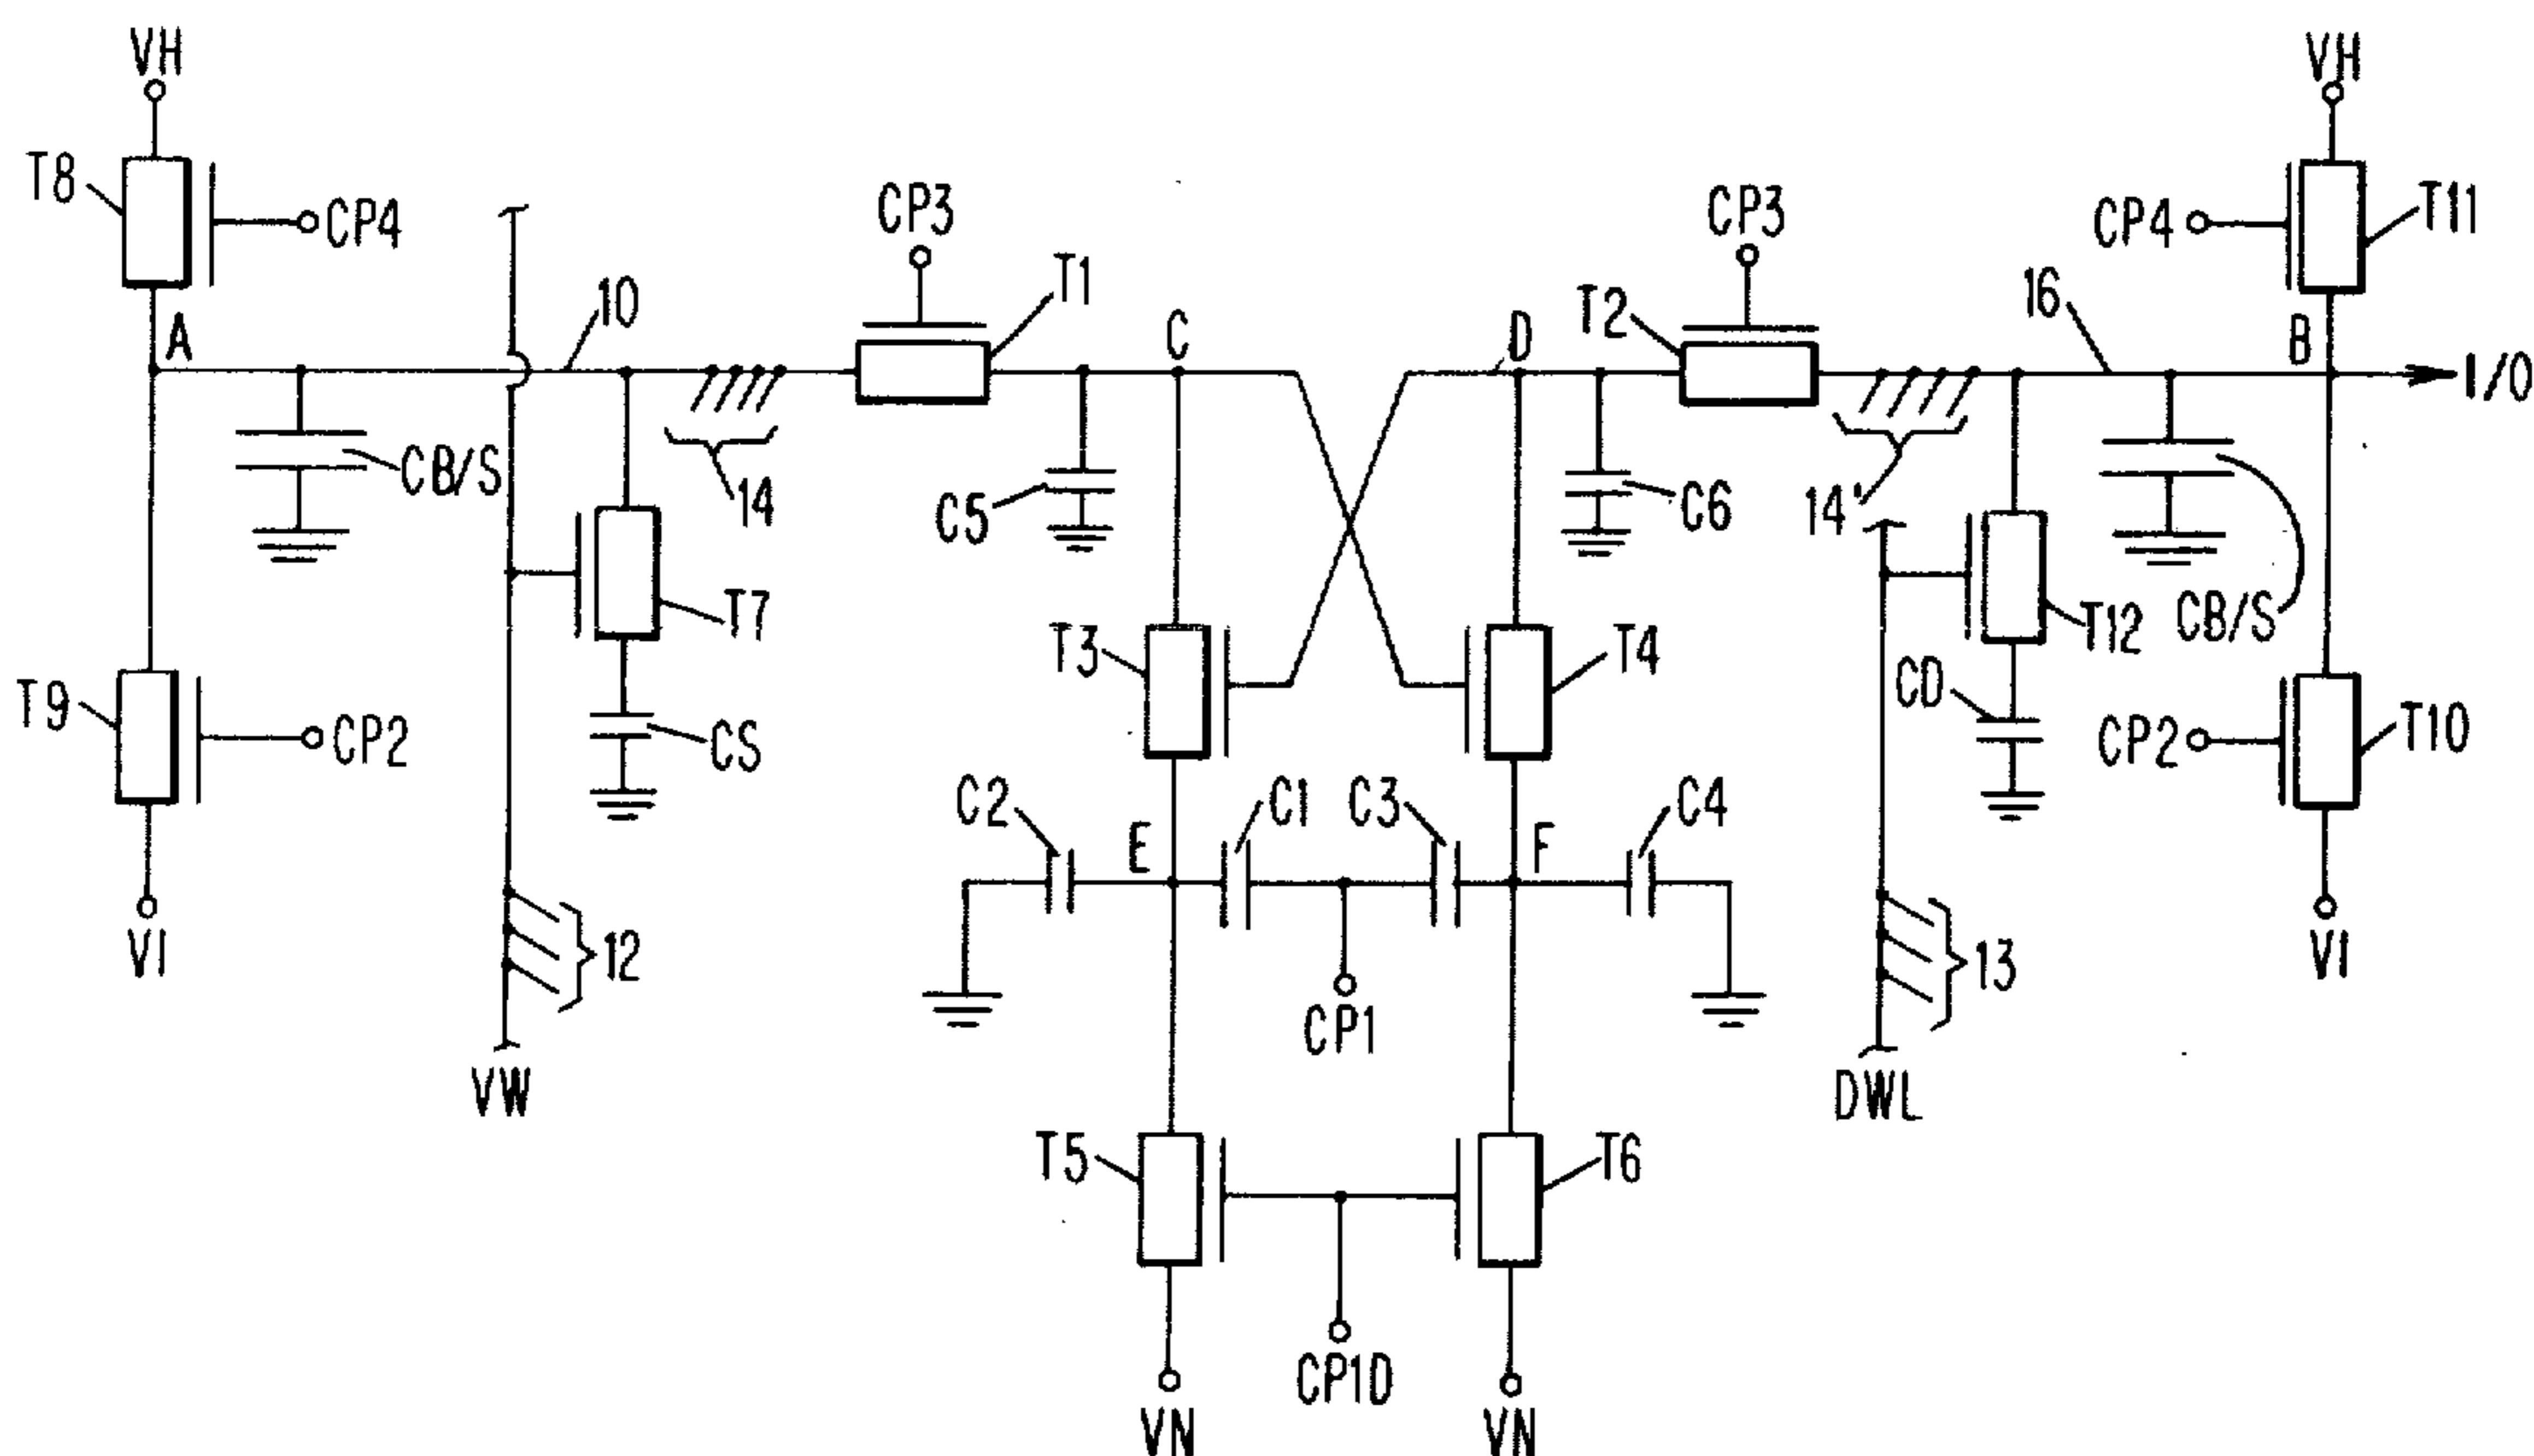 VH
VH
T8
CP4
CP3
CP3
CP4
T11
10
T1
T2
16
A
C
D
B
I/O
CB/S
14
C5
C6
14'
T7
T3
T4
T12
CB/S
T9
CP2
CS
CD
CP2
T10
C2
E
C1
C3
F
C4
VI
12
CP1
13
VI
VW
DWL
T5
T6
CP1D
VN
VN